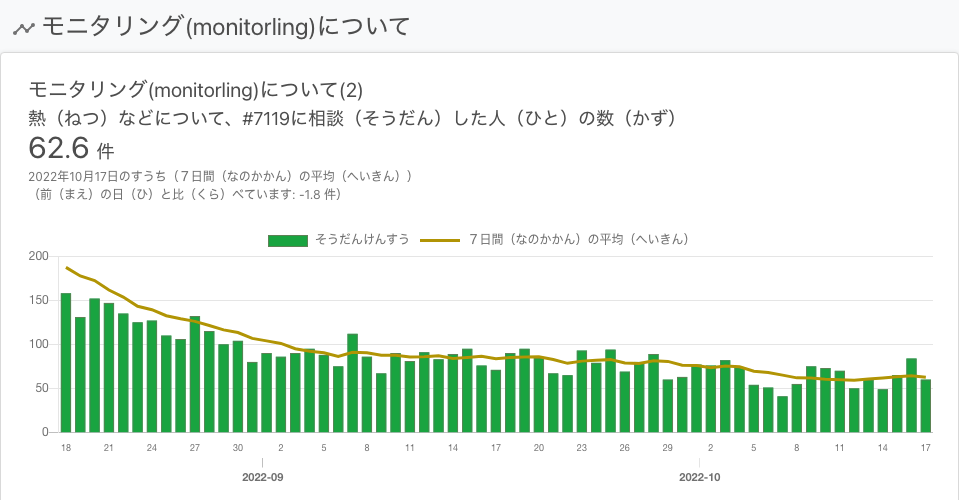 モニタリング(monitorling)について
モニタリング(monitorling)について(2)
熱（ねつ）などについて、#7119に相談（そうだん）した人（ひと）の数（かず）
62.6 件
2022年10月17日のすうち（７日間（なのかかん）の平均（へいきん））
（前（まえ）の日（ひ）と比（くら）べています: -1.8 件）
そうだんけんすう ７日間（なのかかん）の平均（へいきん）
200
150
100
50
0
18 21 24 27 30 2 5 8 11 14 17 20 23 26 29 2 5 8 11 14 17
2022-09 2022-10